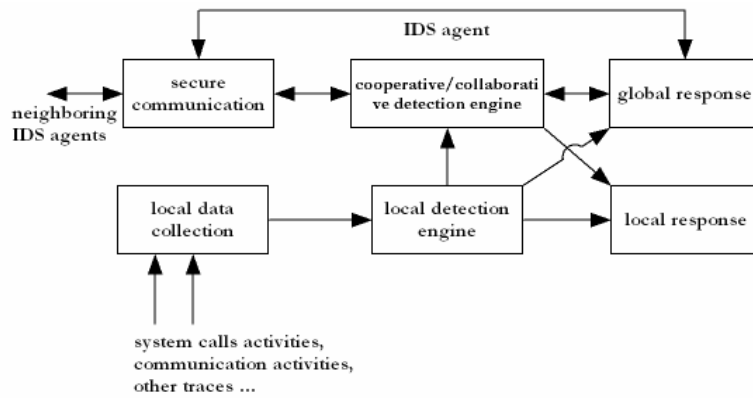 IDS agent
secure
communication
cooperative/collaborati
ve detection engine
global response
neighboring
IDS agents
local data
collection
local detection
engine
local response
system calls activities,
communication activities,
other traces ...